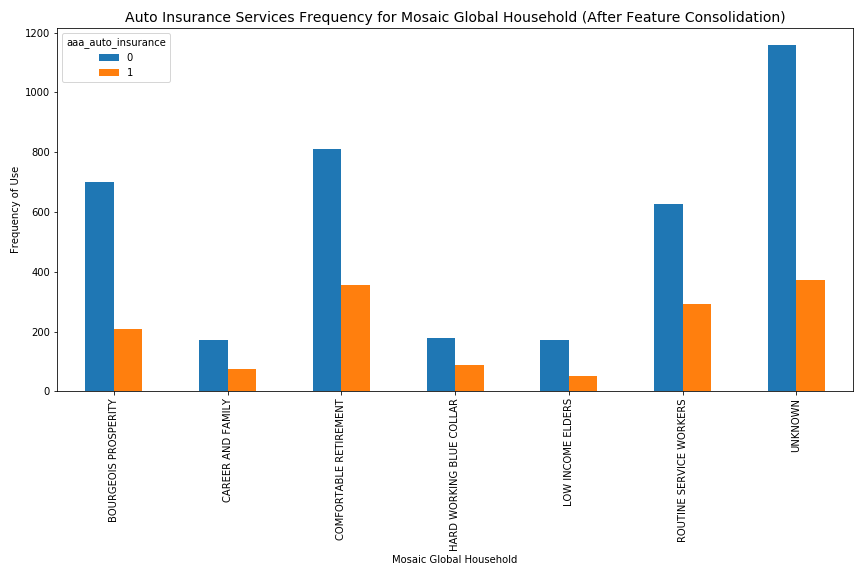 Auto Insurance Services Frequency for Mosaic Global Household (After Feature Consolidation)
aaa_auto_insurance
0
1
1200
1000
800
600
400
200
0
Frequency of Use
BOURGEOIS PROSPERITY
CAREER AND FAMILY
COMFORTABLE RETIREMENT
HARD WORKING BLUE COLLAR
LOW INCOME ELDERS
ROUTINE SERVICE WORKERS
UNKNOWN
Mosaic Global Household